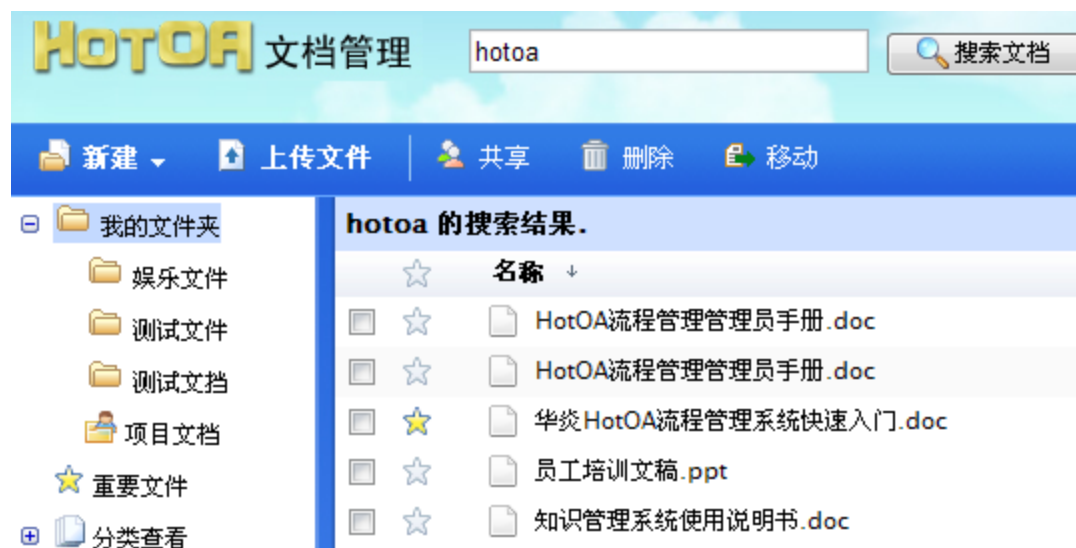 HotOA 文档管理 hotoa 搜索文档
新建 上传文件 共享 删除 移动
我的文件夹
娱乐文件
测试文件
测试文挡
项目文档
重要文件
分类查看
hotoa 的搜索结果.
名称
HotOA流程管理管理员手册.doc
HotOA流程管理管理员手册.doc
华炎HotOA流程管理系统快速入门.doc
员工培训文稿.ppt
知识管理系统使用说明书.doc